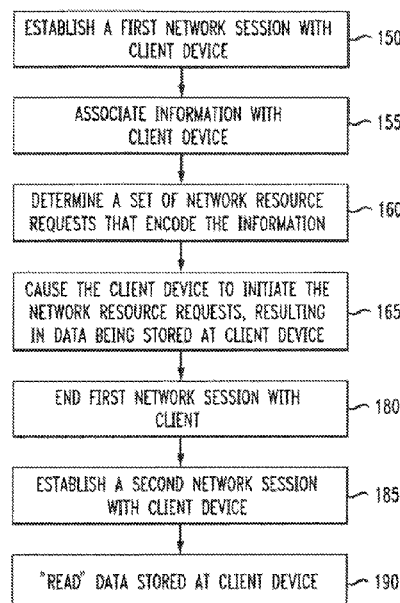 ESTABLISH A FIRST NETWORK SESSION WITH
CLIENT DEVICE
150
ASSOCIATE INFORMATION WITH
CLIENT DEVICE
155
DETERMINE A SET OF NETWORK RESOURCE
REQUESTS THAT ENCODE THE INFORMATION
160
CAUSE THE CLIENT DEVICE TO INITIATE THE
NETWORK RESOURCE REQUESTS, RESULTING
IN DATA BEING STORED AT CLIENT DEVICE
165
END FIRST NETWORK SESSION WITH
CLIENT
180
ESTABLISH A SECOND NETWORK SESSION
WITH CLIENT DEVICE
185
"READ" DATA STORED AT CLIENT DEVICE
190